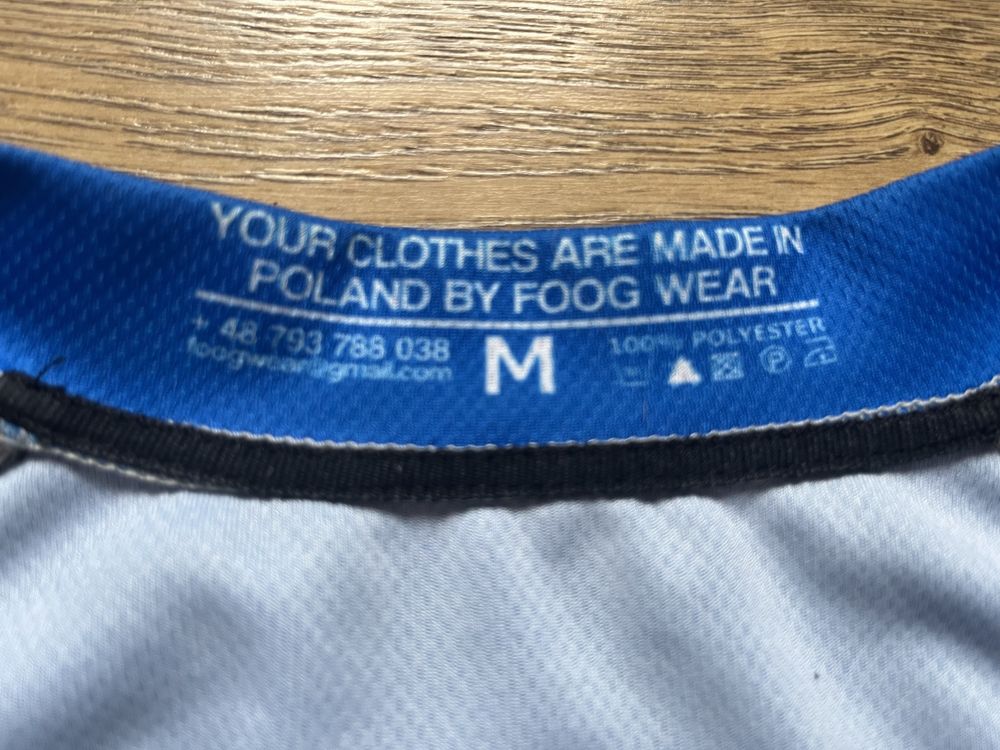 YOUR CLOTHES ARE MADE IN
POLAND BY FOOG WEAR
+ 48 793 788 038
foogwear@gmail.com
M
100% POLYESTER